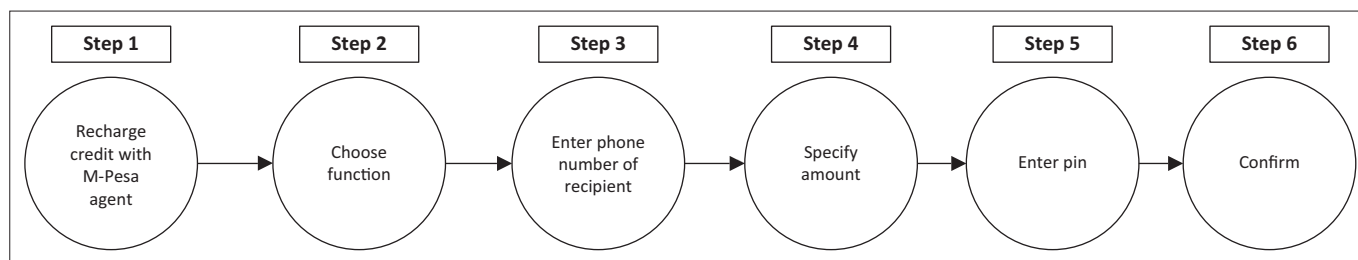 Step 1
Step 2
Step 3
Step 4
Step 5
Step 6
Recharge
credit with
M-Pesa
agent
Choose
function
Enter phone
number of
recipient
Specify
amount
Enter pin
Confirm